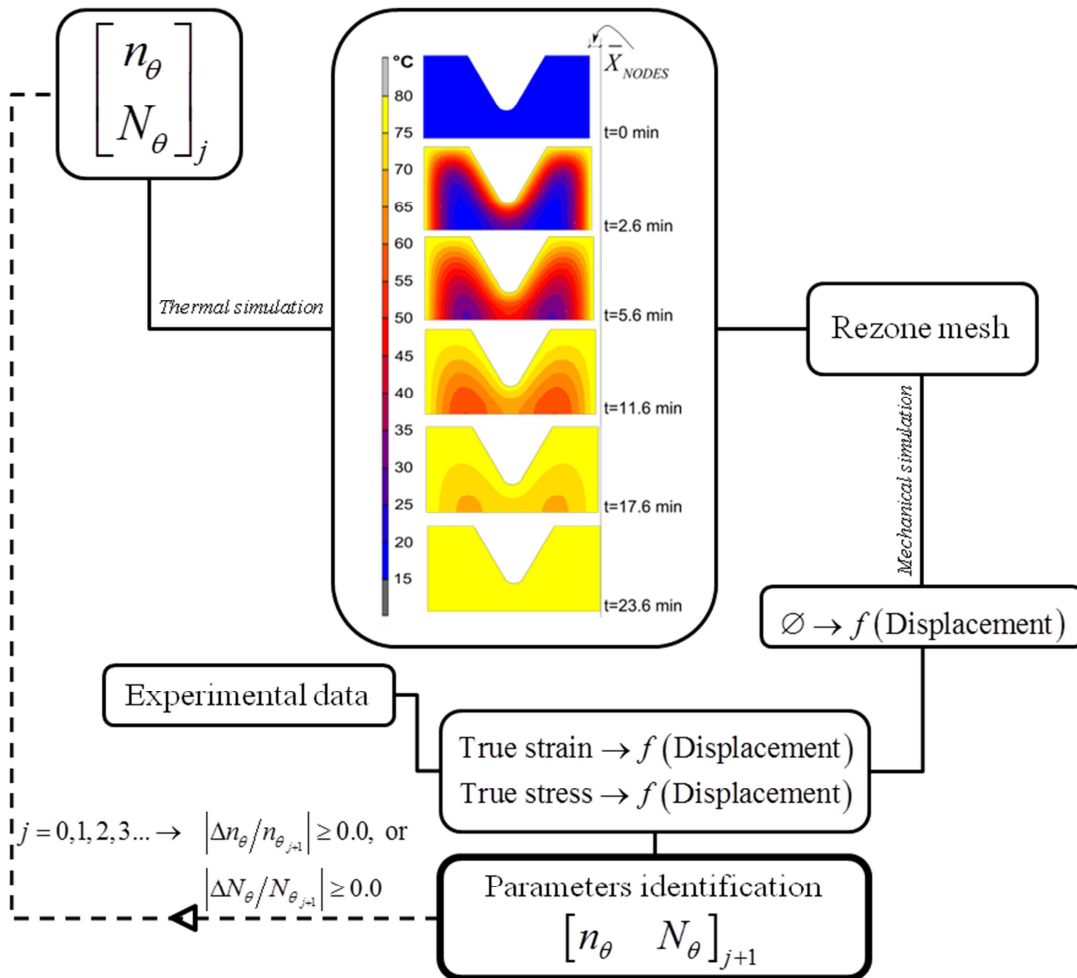 [n_θ
N_θ]_j
Thermal simulation
°C
80
75
70
65
60
55
50
45
40
35
30
25
20
15
X̄_NODES
t=0 min
t=2.6 min
t=5.6 min
t=11.6 min
t=17.6 min
t=23.6 min
Rezone mesh
Mechanical simulation
∅ → f(Displacement)
Experimental data
True strain → f(Displacement)
True stress → f(Displacement)
j = 0,1,2,3... → |Δn_θ/n_θ_{j+1}| ≥ 0.0, or
|ΔN_θ/N_θ_{j+1}| ≥ 0.0
Parameters identification
[n_θ N_θ]_{j+1}